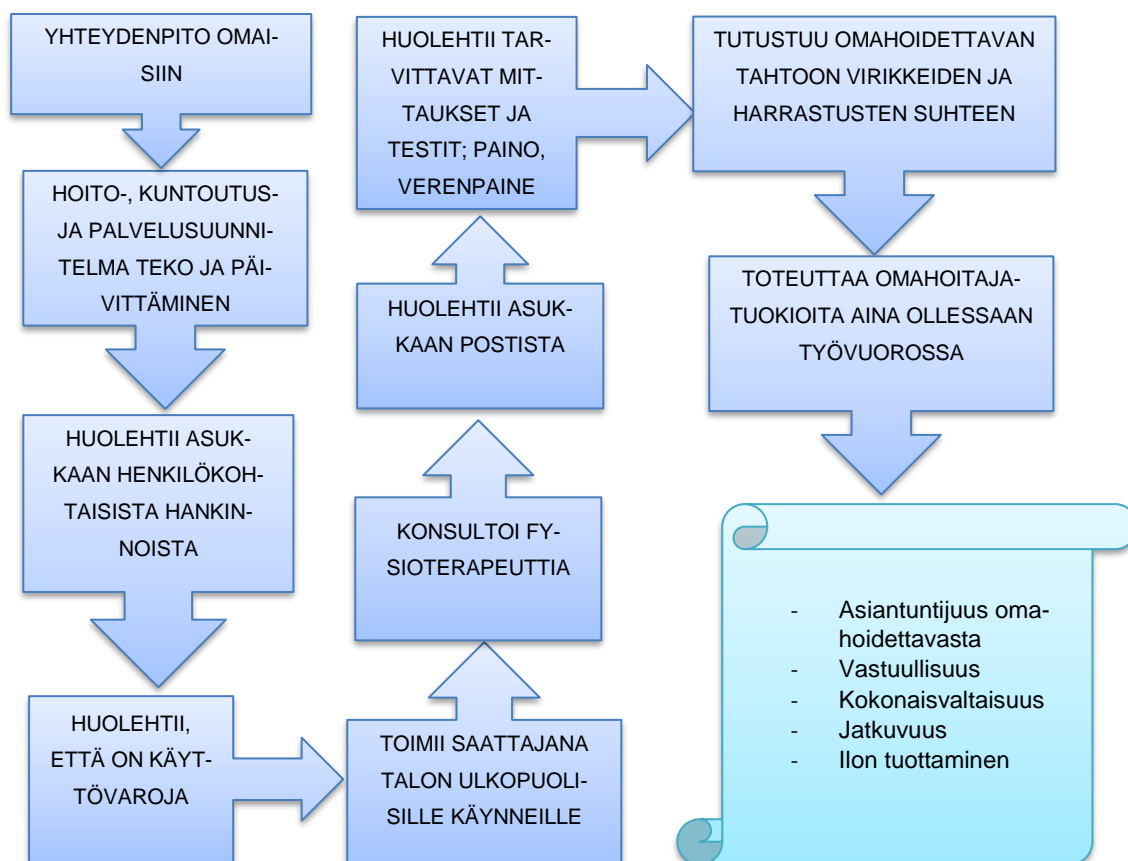 YHTEYDENPITO OMAI-
SIIN
HOITO-, KUNTOUTUS-
JA PALVELUSUUNNI-
TELMA TEKO JA PÄI-
VITTÄMINEN
HUOLEHTII ASUK-
KAAN HENKILÖKOH-
TAISISTA HANKIN-
NOISTA
HUOLEHTII,
ETTÄ ON KÄYT-
TÖVAROJA
TOIMII SAATTAJANA
TALON ULKOPUOLI-
SILLE KÄYNNEILLE
KONSULTOI FY-
SIOTERAPEUTTIA
HUOLEHTII ASUK-
KAAN POSTISTA
HUOLEHTII TAR-
VITTAVAT MIT-
TAUKSET JA
TESTIT; PAINO,
VERENPAINE
TUTUSTUU OMAHOIDETTAVAN
TAHTOON VIRIKKEIDEN JA
HARRASTUSTEN SUHTEEN
TOTEUTTAA OMAHOITAJA-
TUOKIOITA AINA OLLESSAAN
TYÖVUOROSSA
- Asiantuntijuus oma-
hoidettavasta
- Vastuullisuus
- Kokonaisvaltaisuus
- Jatkuvuus
- Ilon tuottaminen